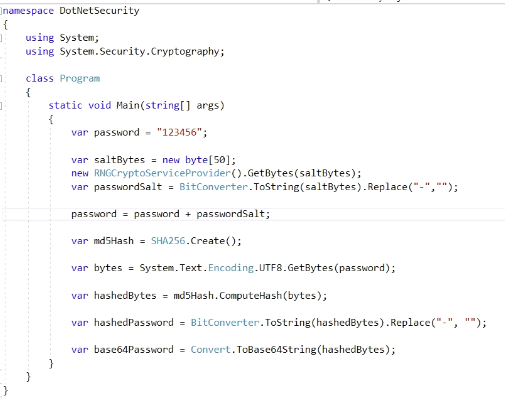 namespace DotNetSecurity
{
    using System;
    using System.Security.Cryptography;
    class Program
    {
        static void Main(string[] args)
        {
            var password = "123456";
            var saltBytes = new byte[50];
            new RNGCryptoServiceProvider().GetBytes(saltBytes);
            var passwordSalt = BitConverter.ToString(saltBytes).Replace("-","");
            password = password + passwordSalt;
            var md5Hash = SHA256.Create();
            var bytes = System.Text.Encoding.UTF8.GetBytes(password);
            var hashedBytes = md5Hash.ComputeHash(bytes);
            var hashedPassword = BitConverter.ToString(hashedBytes).Replace("-", "");
            var base64Password = Convert.ToBase64String(hashedBytes);
        }
    }
}